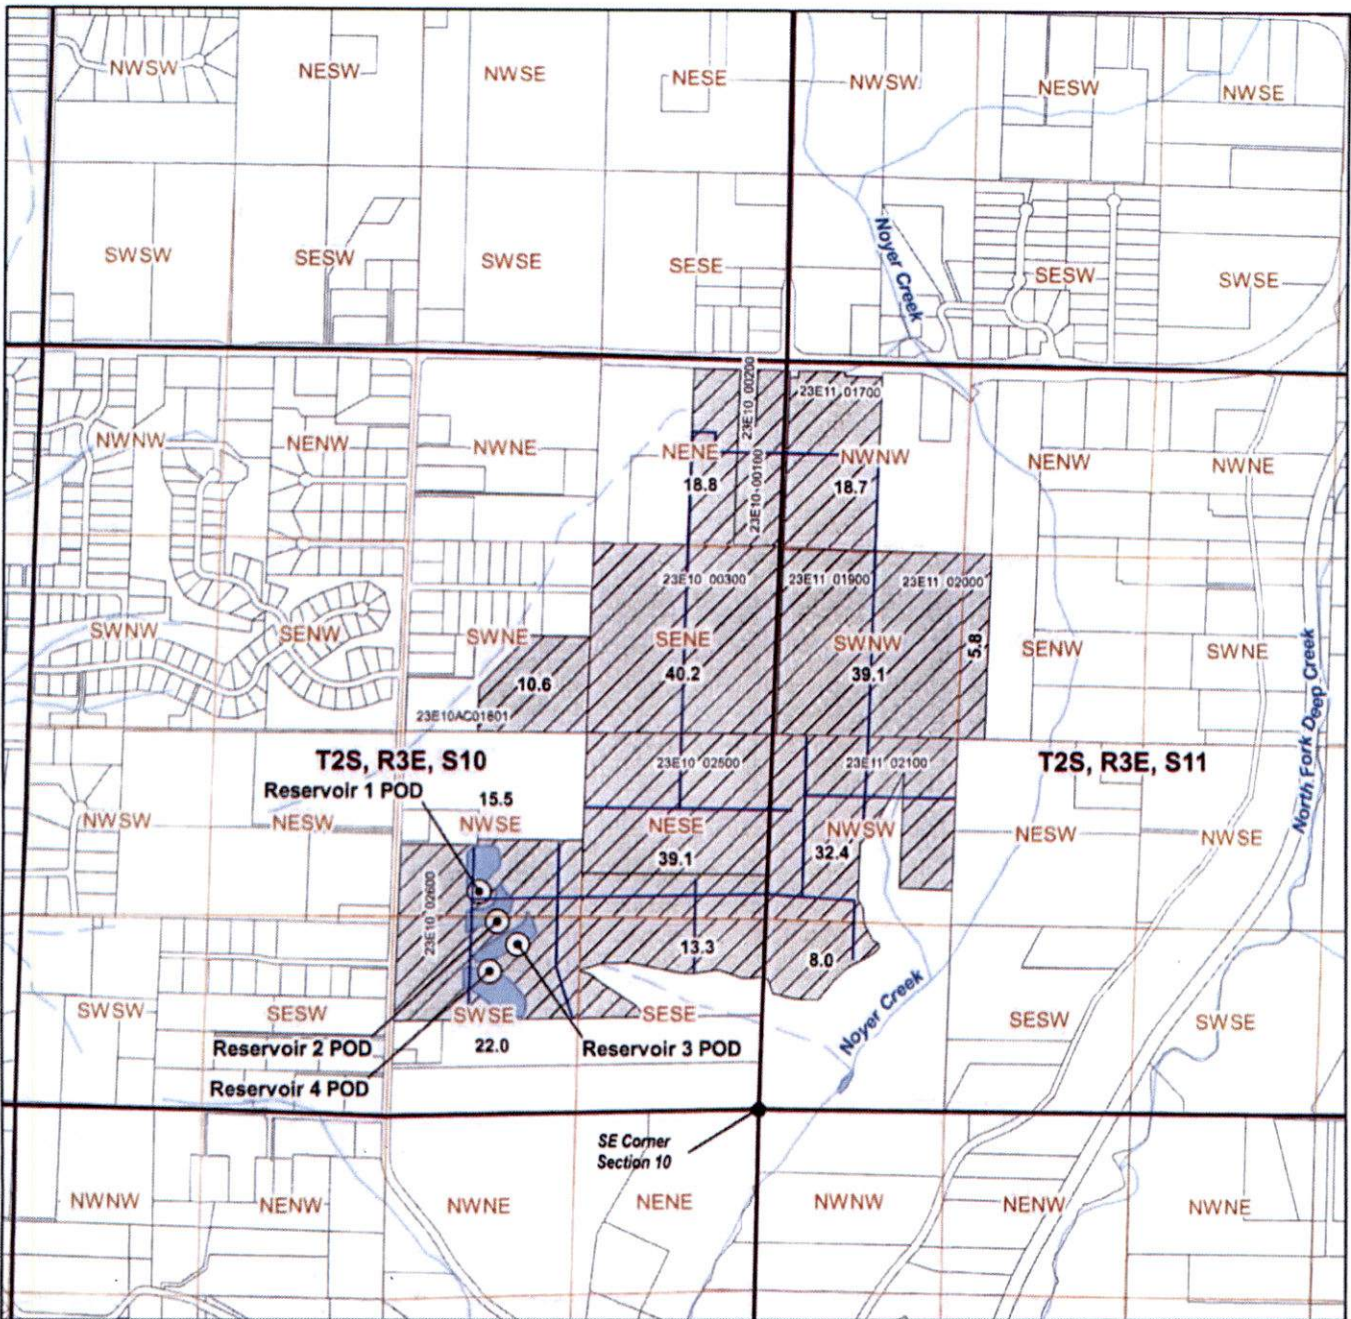 NWSW NESW NWSE NESE NWSW NESW NWSE
SWSW SESW SWSE SESE Noyer Creek SESW SWSE
23E10 00200
23E11 01700
NWNW NENW NWNE NENE NWNW NENW NWNE
18.8 23E10 00100 18.7
23E10 00300 23E11 01900 23E11 02000
SWNW SENW SWNE SENE SWNW 5.8 SENW SWNE
10.6 40.2 39.1
23E10AC01801
North Fork Deep Creek
T2S, R3E, S10 23E10 02500 23E11 02100 T2S, R3E, S11
Reservoir 1 POD
15.5
NWSW NESW NWSE NESE NWSW NESW NWSE
39.1 32.4
23E10 02600
13.3 8.0
SWSW SESW SWSE SESE Noyer Creek SESW SWSE
Reservoir 2 POD 22.0 Reservoir 3 POD
Reservoir 4 POD
SE Corner
Section 10
NWNW NENW NWNE NENE NWNW NENW NWNE